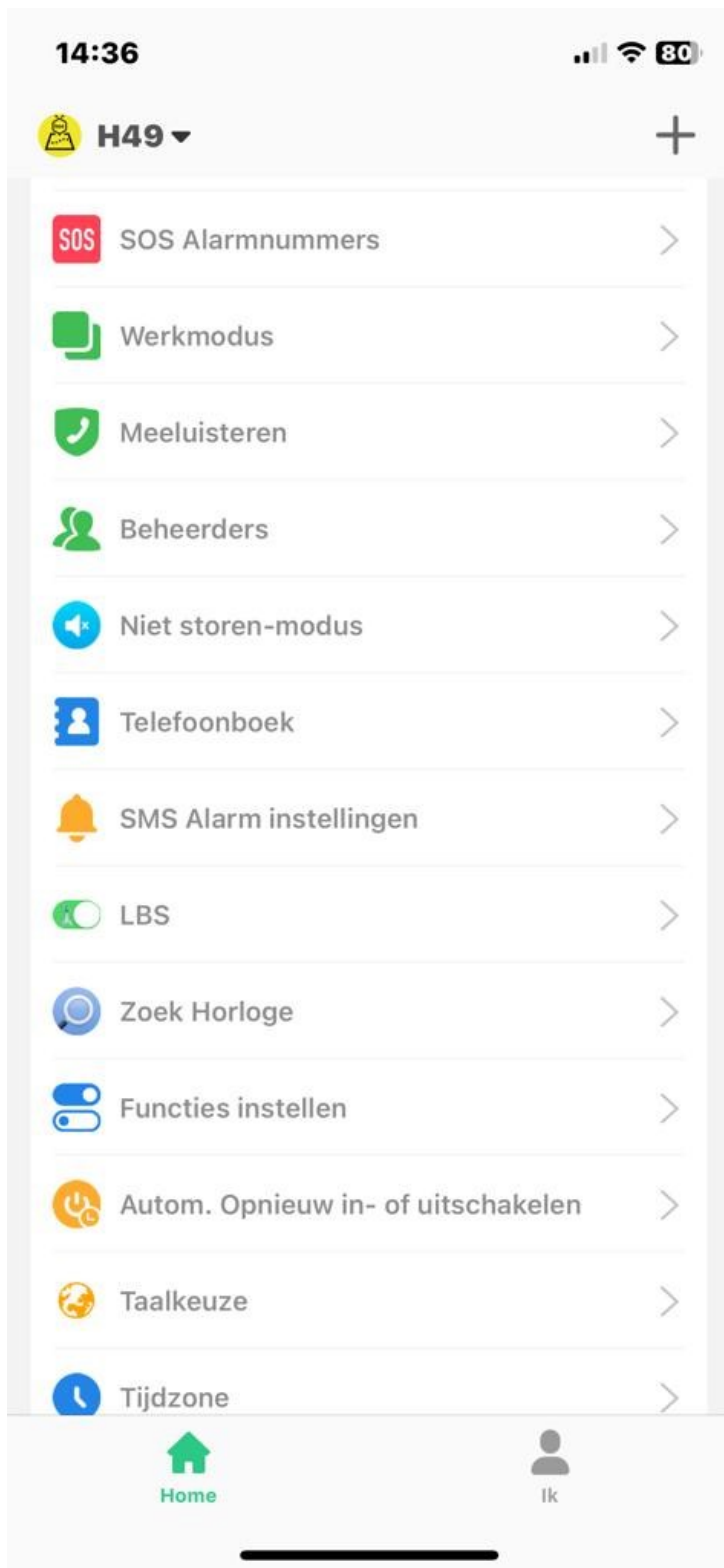 14:36
80
H49
SOS SOS Alarmnummers
Werkmodus
Meeluisteren
Beheerders
Niet storen-modus
Telefoonboek
SMS Alarm instellingen
LBS
Zoek Horloge
Functies instellen
Autom. Opnieuw in- of uitschakelen
Taalkeuze
Tijdzone
Home
Ik